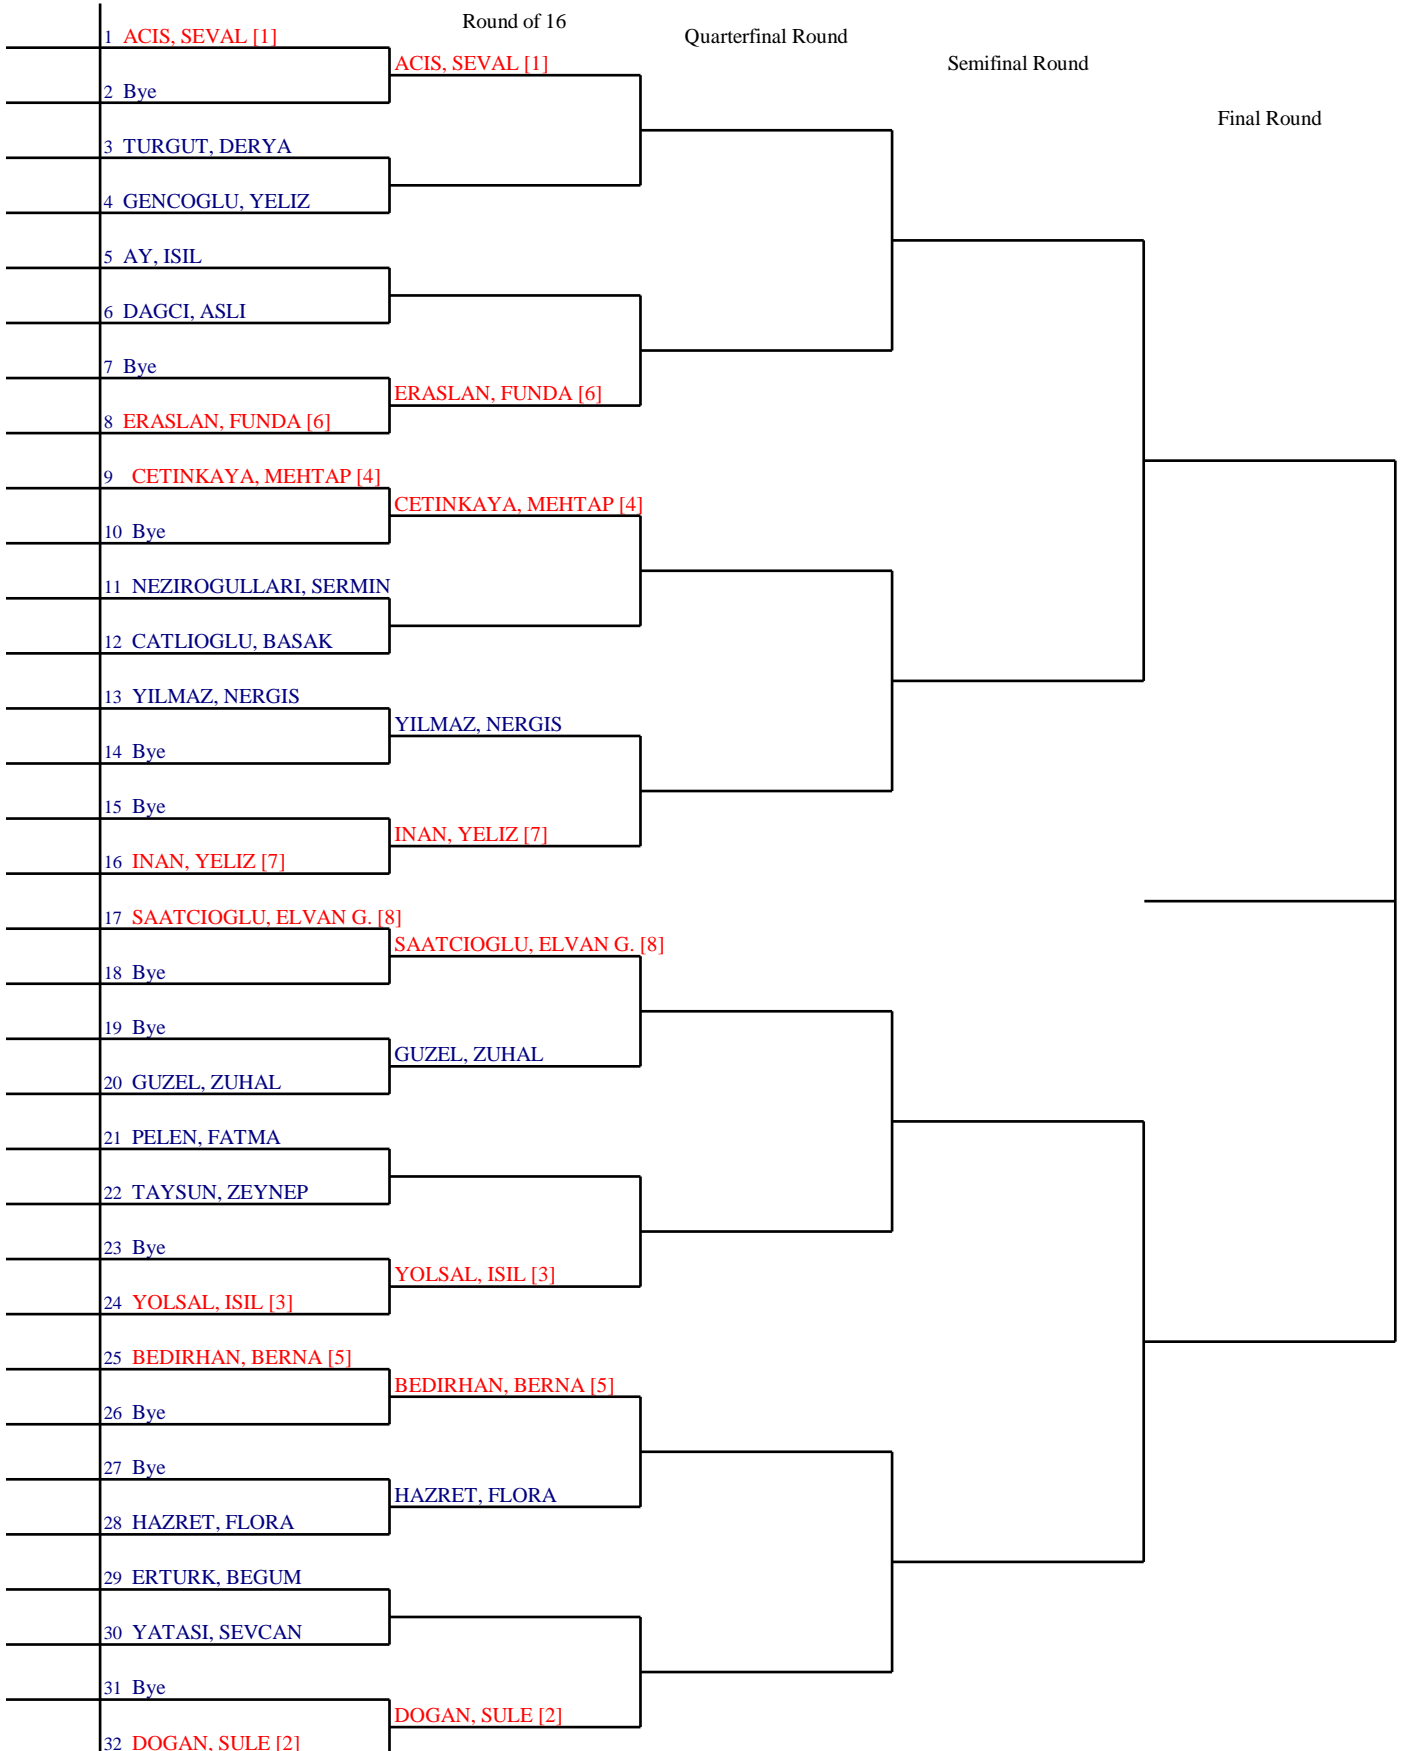 Round of 16
Quarterfinal Round
Semifinal Round
Final Round
1 ACIS, SEVAL [1]
ACIS, SEVAL [1]
2 Bye
3 TURGUT, DERYA
4 GENCOGLU, YELIZ
5 AY, ISIL
6 DAGCI, ASLI
7 Bye
ERASLAN, FUNDA [6]
8 ERASLAN, FUNDA [6]
9 CETINKAYA, MEHTAP [4]
CETINKAYA, MEHTAP [4]
10 Bye
11 NEZIROGULLARI, SERMIN
12 CATLIOGLU, BASAK
13 YILMAZ, NERGIS
YILMAZ, NERGIS
14 Bye
15 Bye
INAN, YELIZ [7]
16 INAN, YELIZ [7]
17 SAATCIOGLU, ELVAN G. [8]
SAATCIOGLU, ELVAN G. [8]
18 Bye
19 Bye
GUZEL, ZUHAL
20 GUZEL, ZUHAL
21 PELEN, FATMA
22 TAYSUN, ZEYNEP
23 Bye
YOLSAL, ISIL [3]
24 YOLSAL, ISIL [3]
25 BEDIRHAN, BERNA [5]
BEDIRHAN, BERNA [5]
26 Bye
27 Bye
HAZRET, FLORA
28 HAZRET, FLORA
29 ERTURK, BEGUM
30 YATASI, SEVCAN
31 Bye
DOGAN, SULE [2]
32 DOGAN, SULE [2]